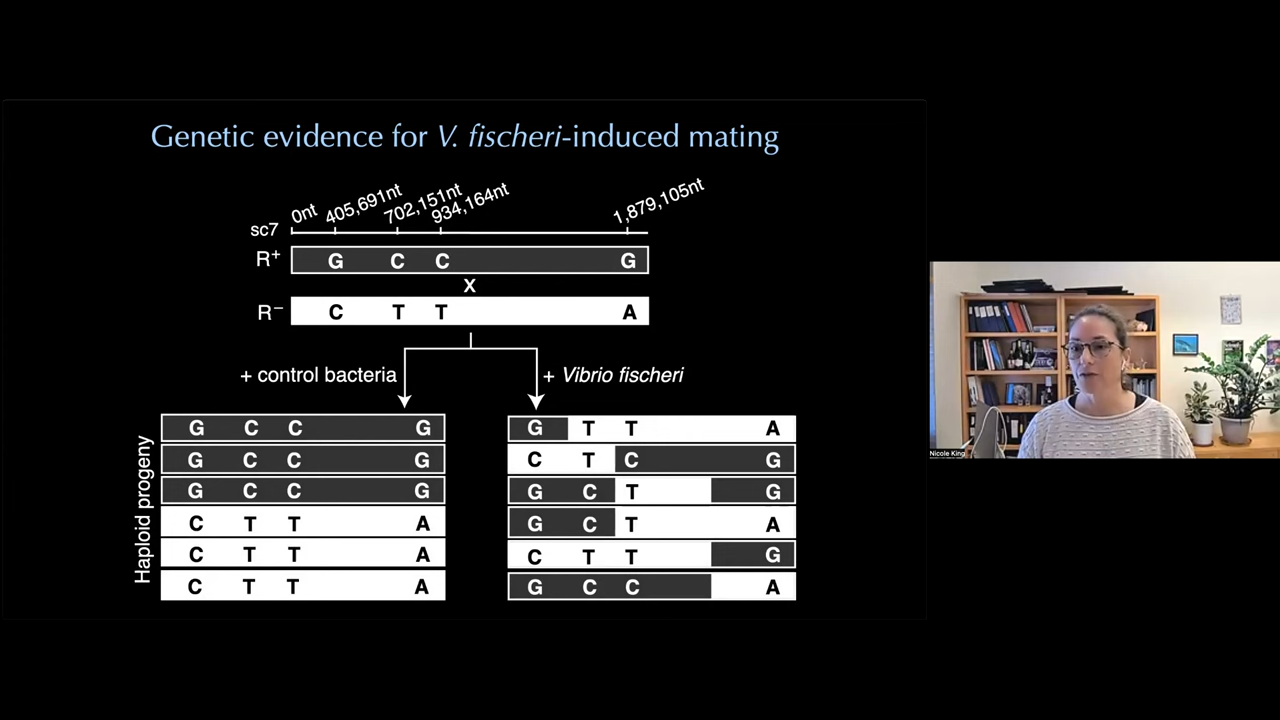 Genetic evidence for V. fischeri-induced mating
0nt 405,691nt 702,151nt 934,164nt 1,879,105nt
sc7
R+ G C C G
X
R− C T T A
+ control bacteria + Vibrio fischeri
Haploid progeny
G C C G G T T A
G C C G C T C G
G C C G G C T G
C T T A G C T A
C T T A C T T G
C T T A G C C A
Nicole King